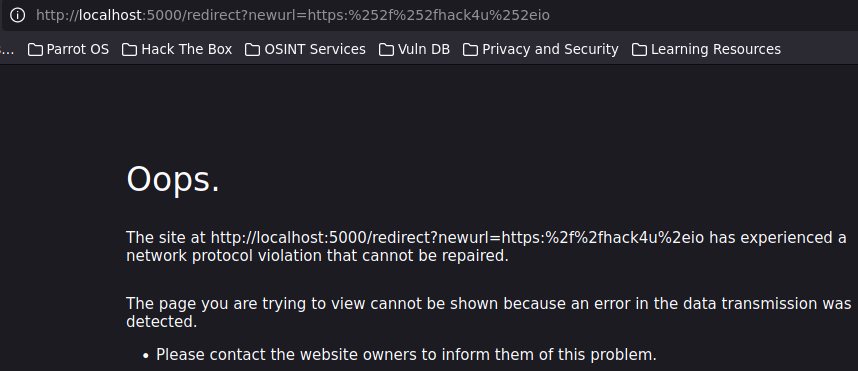 http://localhost:5000/redirect?newurl=https:%252f%252fhack4u%252eio
s... Parrot OS Hack The Box OSINT Services Vuln DB Privacy and Security Learning Resources
Oops.
The site at http://localhost:5000/redirect?newurl=https:%2f%2fhack4u%2eio has experienced a
network protocol violation that cannot be repaired.
The page you are trying to view cannot be shown because an error in the data transmission was
detected.
• Please contact the website owners to inform them of this problem.